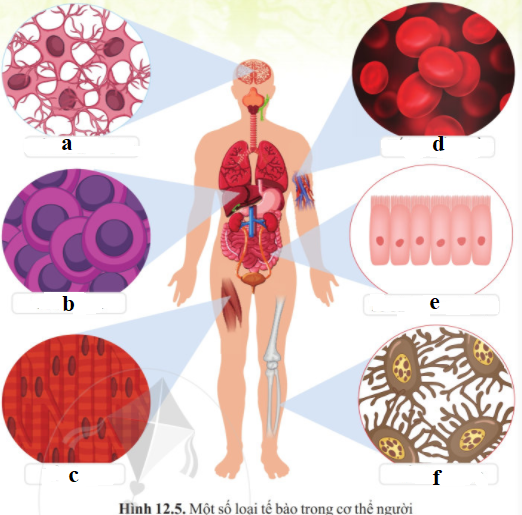 a
d
b
e
c
f
Hình 12.5. Một số loại tế bào trong cơ thể người